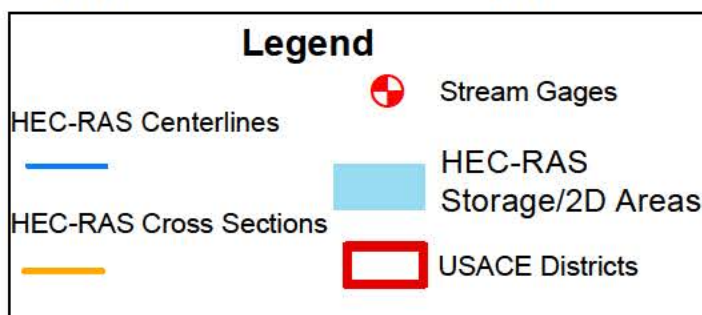 Legend
HEC-RAS Centerlines
HEC-RAS Cross Sections
Stream Gages
HEC-RAS
Storage/2D Areas
USACE Districts